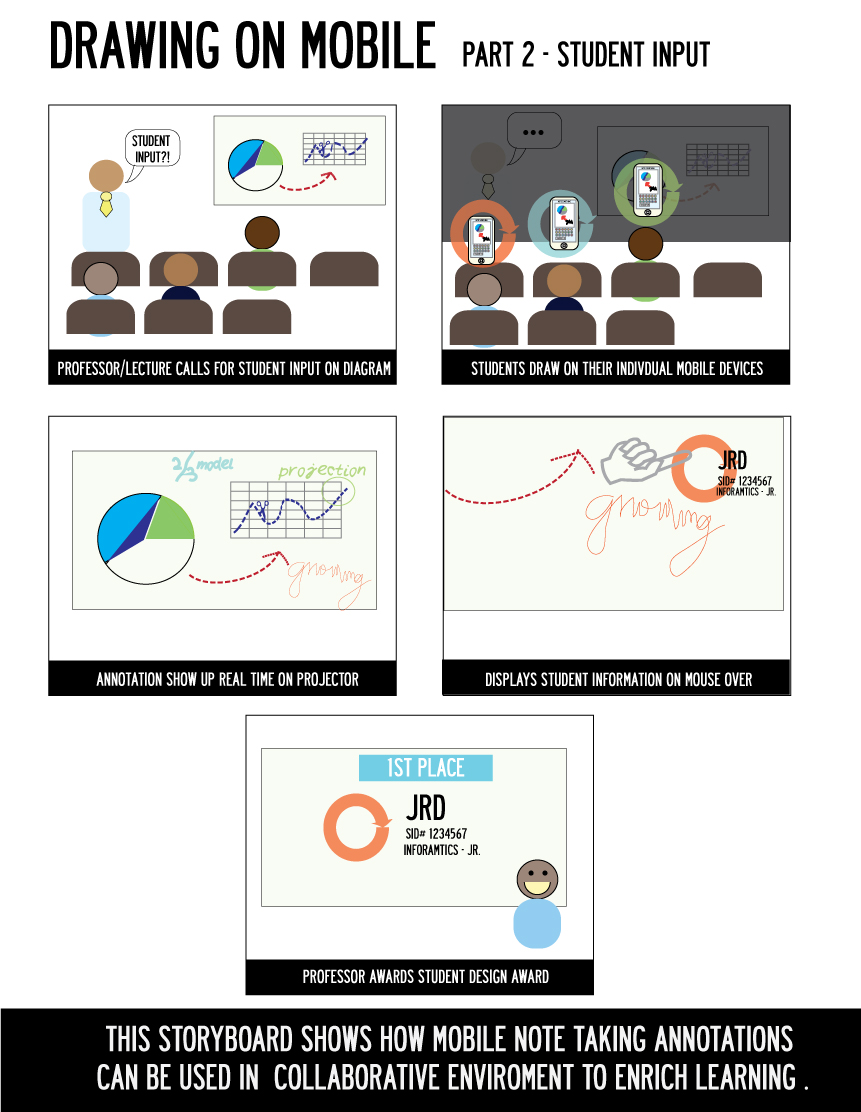 DRAWING ON MOBILE PART 2 - STUDENT INPUT
STUDENT
INPUT?!
PROFESSOR/LECTURE CALLS FOR STUDENT INPUT ON DIAGRAM
...
STUDENTS DRAW ON THEIR INDIVDUAL MOBILE DEVICES
2/3 model
projection
gnoming
ANNOTATION SHOW UP REAL TIME ON PROJECTOR
JRD
SID# 1234567
INFORAMTICS - JR.
gnoming
DISPLAYS STUDENT INFORMATION ON MOUSE OVER
1ST PLACE
JRD
SID# 1234567
INFORAMTICS - JR.
PROFESSOR AWARDS STUDENT DESIGN AWARD
THIS STORYBOARD SHOWS HOW MOBILE NOTE TAKING ANNOTATIONS
CAN BE USED IN COLLABORATIVE ENVIROMENT TO ENRICH LEARNING .